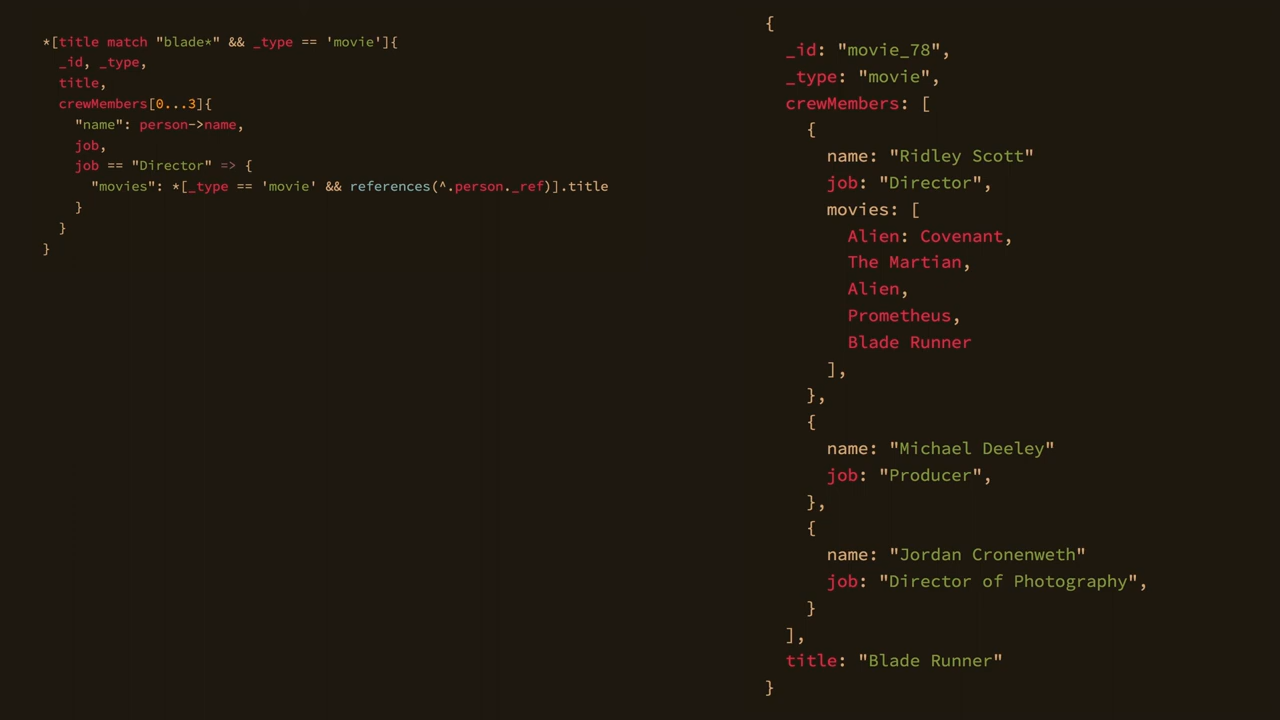 *[title match "blade*" && _type == 'movie']{
  _id, _type,
  title,
  crewMembers[0...3]{
    "name": person->name,
    job,
    job == "Director" => {
      "movies": *[_type == 'movie' && references(^.person._ref)].title
    }
  }
}
{
  _id: "movie_78",
  _type: "movie",
  crewMembers: [
    {
      name: "Ridley Scott"
      job: "Director",
      movies: [
        Alien: Covenant,
        The Martian,
        Alien,
        Prometheus,
        Blade Runner
      ],
    },
    {
      name: "Michael Deeley"
      job: "Producer",
    },
    {
      name: "Jordan Cronenweth"
      job: "Director of Photography",
    }
  ],
  title: "Blade Runner"
}